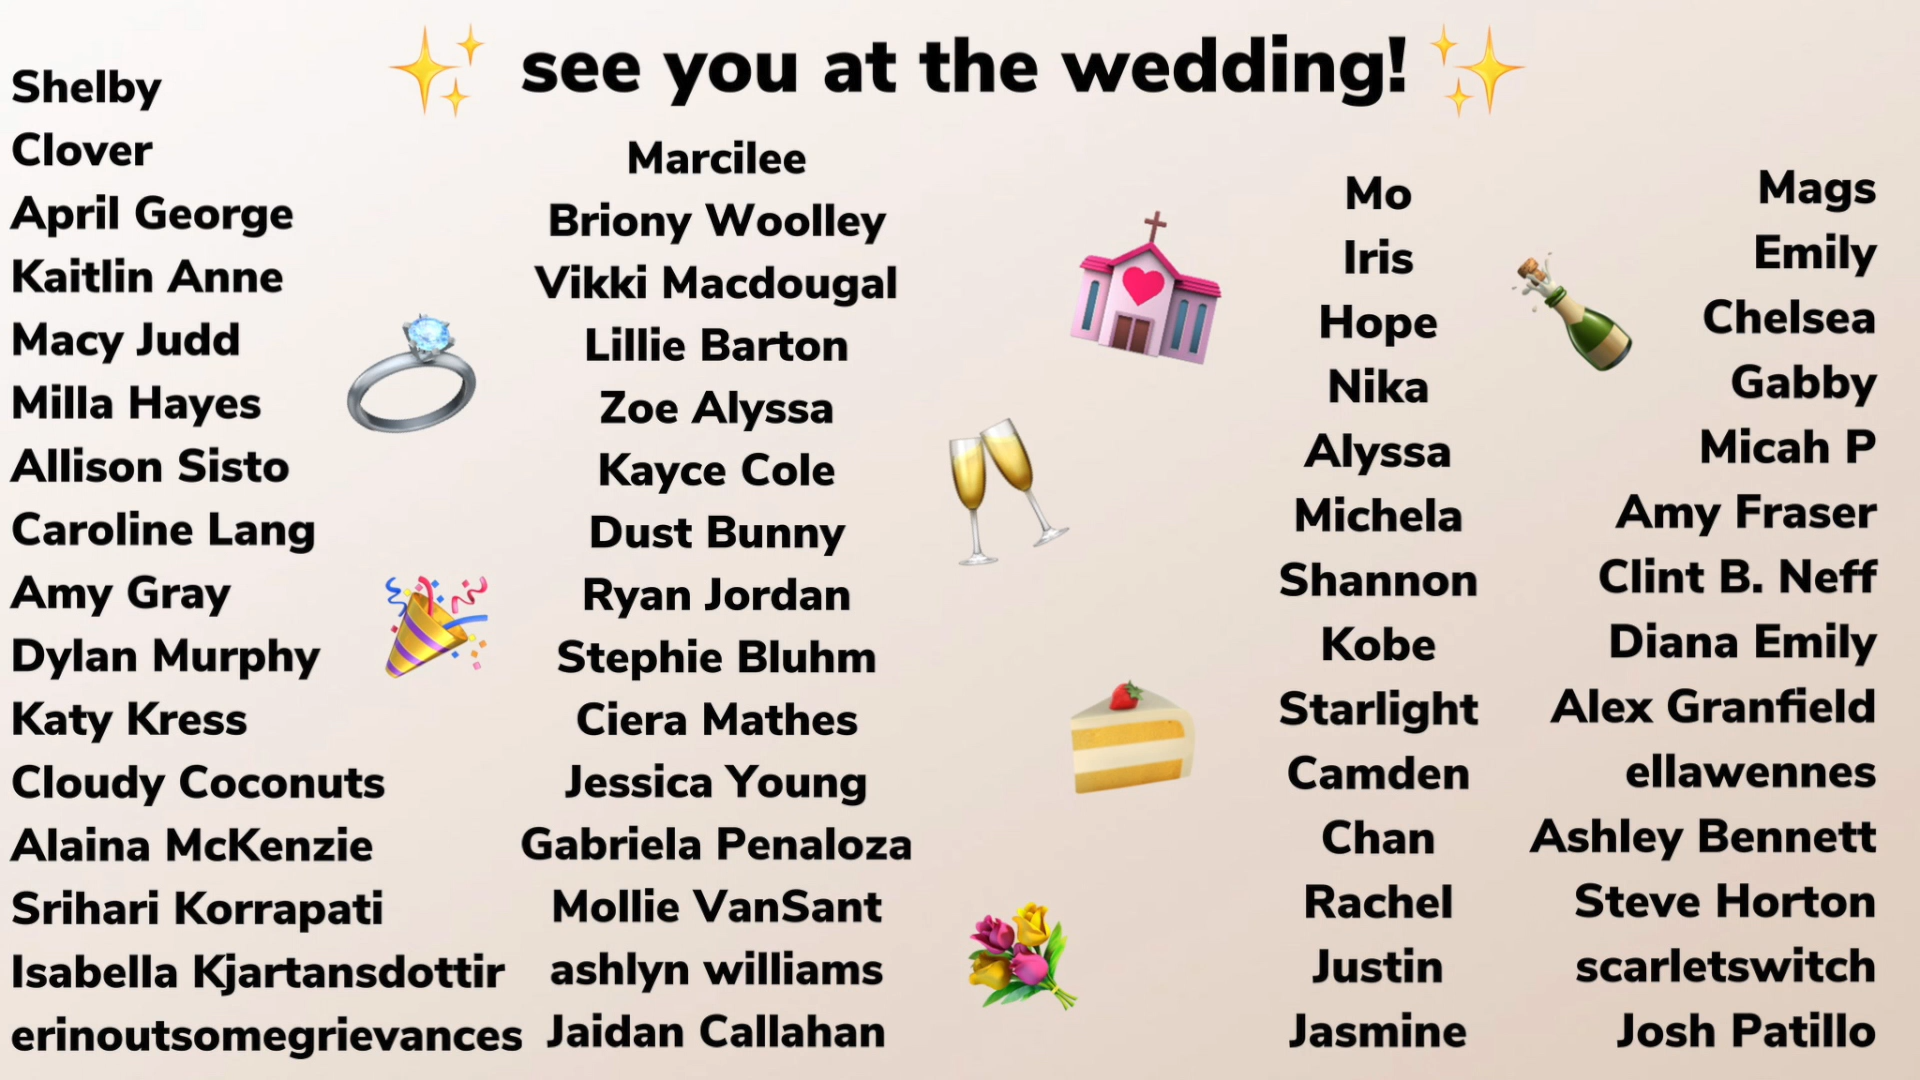 see you at the wedding!
Shelby
Clover
April George
Kaitlin Anne
Macy Judd
Milla Hayes
Allison Sisto
Caroline Lang
Amy Gray
Dylan Murphy
Katy Kress
Cloudy Coconuts
Alaina McKenzie
Srihari Korrapati
Isabella Kjartansdottir
erinoutsomegrievances
Marcilee
Briony Woolley
Vikki Macdougal
Lillie Barton
Zoe Alyssa
Kayce Cole
Dust Bunny
Ryan Jordan
Stephie Bluhm
Ciera Mathes
Jessica Young
Gabriela Penaloza
Mollie VanSant
ashlyn williams
Jaidan Callahan
Mo
Iris
Hope
Nika
Alyssa
Michela
Shannon
Kobe
Starlight
Camden
Chan
Rachel
Justin
Jasmine
Mags
Emily
Chelsea
Gabby
Micah P
Amy Fraser
Clint B. Neff
Diana Emily
Alex Granfield
ellawennes
Ashley Bennett
Steve Horton
scarletswitch
Josh Patillo